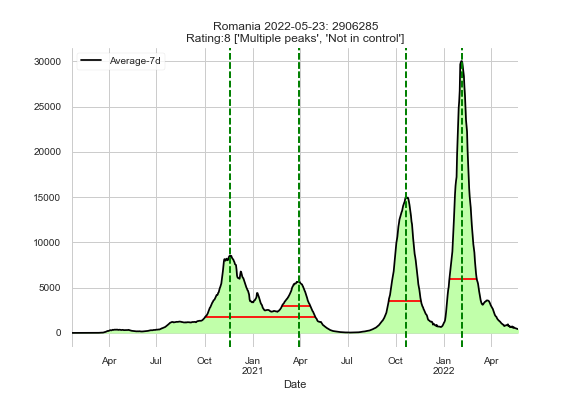 Romania 2022-05-23: 2906285
Rating:8 ['Multiple peaks', 'Not in control']
Average-7d
30000
25000
20000
15000
10000
5000
0
Apr Jul Oct Jan Apr Jul Oct Jan Apr
2021 2022
Date